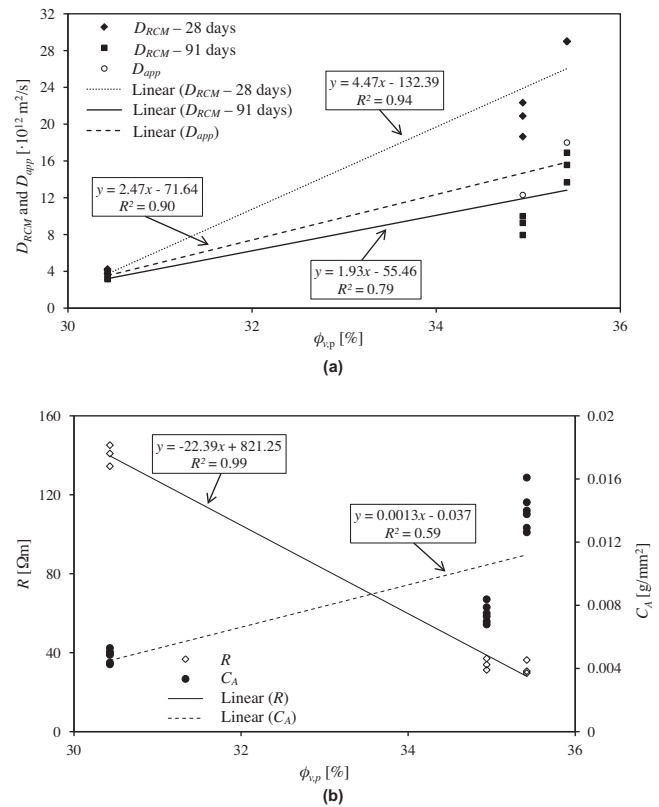 D_RCM – 28 days
D_RCM – 91 days
D_app
Linear (D_RCM – 28 days)
Linear (D_RCM – 91 days)
Linear (D_app)
y = 4.47x - 132.39
R² = 0.94
y = 2.47x - 71.64
R² = 0.90
y = 1.93x - 55.46
R² = 0.79
D_RCM and D_app [·10¹² m²/s]
32
28
24
20
16
12
8
4
0
30 32 34 36
ϕ_v,p [%]
(a)
y = -22.39x + 821.25
R² = 0.99
y = 0.0013x - 0.037
R² = 0.59
R
C_A
Linear (R)
Linear (C_A)
R [Ωm]
160
120
80
40
0
C_A [g/mm²]
0.02
0.016
0.012
0.008
0.004
0
30 32 34 36
ϕ_v,p [%]
(b)